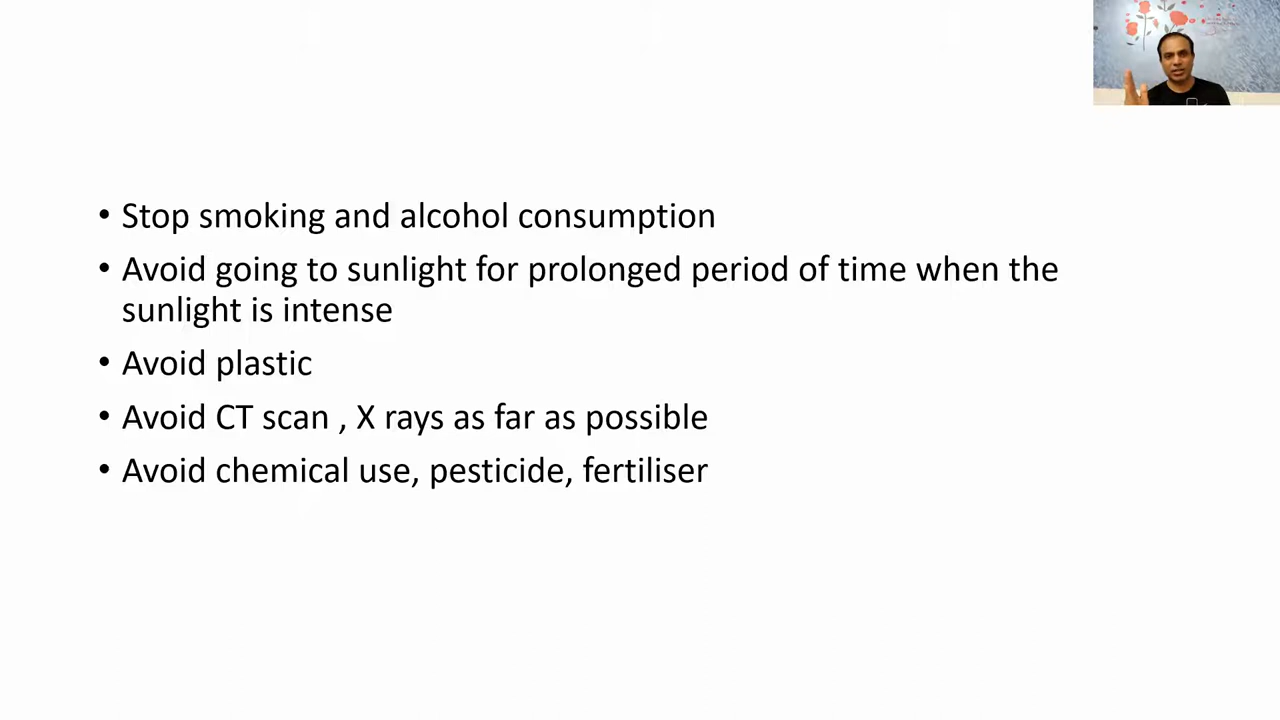 • Stop smoking and alcohol consumption
• Avoid going to sunlight for prolonged period of time when the
sunlight is intense
• Avoid plastic
• Avoid CT scan , X rays as far as possible
• Avoid chemical use, pesticide, fertiliser